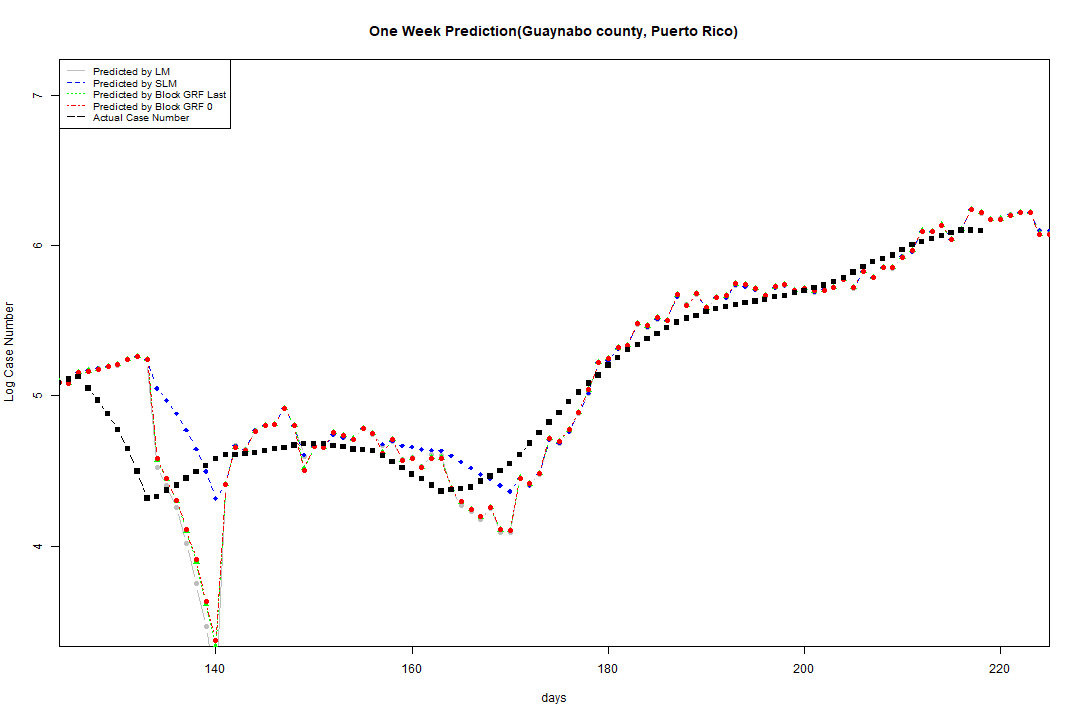 One Week Prediction(Guaynabo county, Puerto Rico)
Predicted by LM
Predicted by SLM
Predicted by Block GRF Last
Predicted by Block GRF 0
Actual Case Number
7
6
5
4
Log Case Number
140 160 180 200 220
days